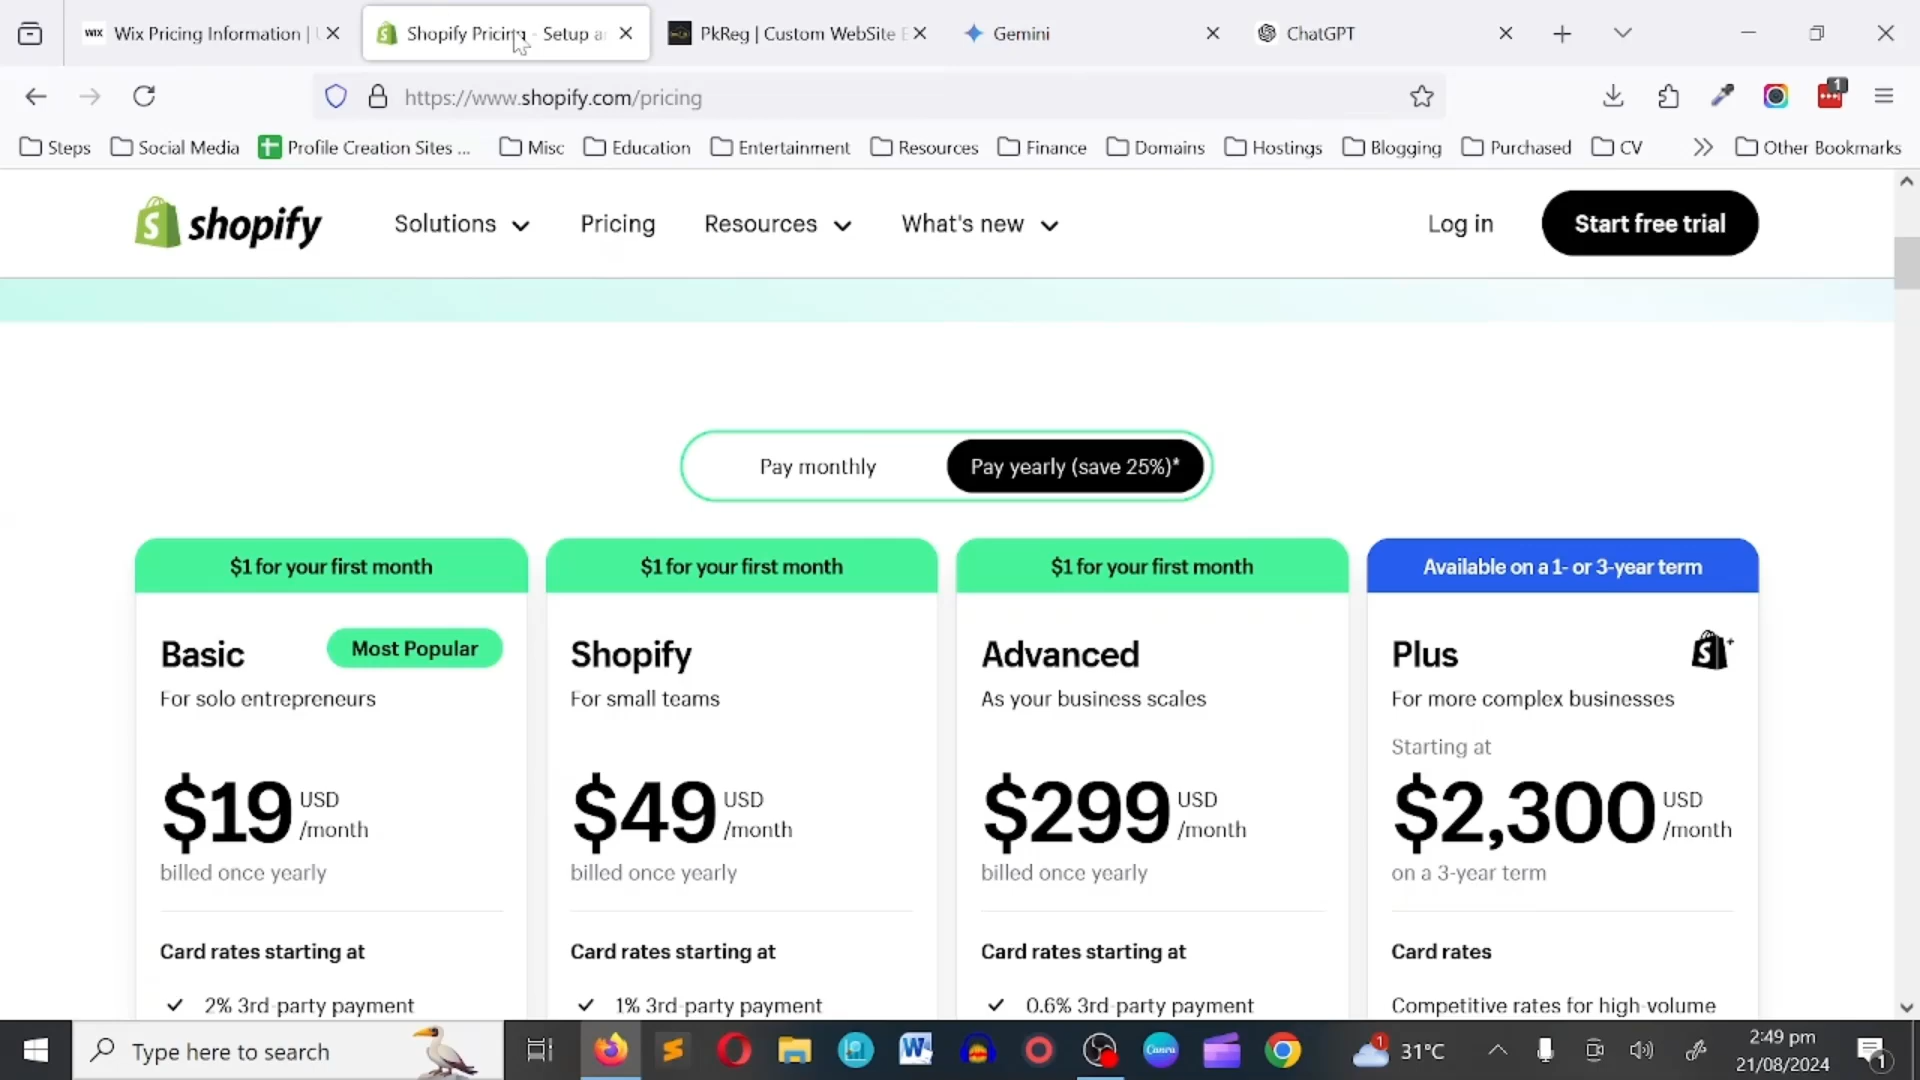 WIX Wix Pricing Information |
Shopify Pricing - Setup a
PkReg | Custom WebSite
Gemini
ChatGPT
https://www.shopify.com/pricing
1
Steps
Social Media
Profile Creation Sites ...
Misc
Education
Entertainment
Resources
Finance
Domains
Hostings
Blogging
Purchased
CV
Other Bookmarks
shopify
Solutions
Pricing
Resources
What's new
Log in
Start free trial
Pay monthly
Pay yearly (save 25%)*
$1 for your first month
$1 for your first month
$1 for your first month
Available on a 1- or 3-year term
Basic
Most Popular
For solo entrepreneurs
$19 USD
/month
billed once yearly
Card rates starting at
2% 3rd-party payment
Shopify
For small teams
$49 USD
/month
billed once yearly
Card rates starting at
1% 3rd-party payment
Advanced
As your business scales
$299 USD
/month
billed once yearly
Card rates starting at
0.6% 3rd-party payment
Plus
For more complex businesses
Starting at
$2,300 USD
/month
on a 3-year term
Card rates
Competitive rates for high-volume
Type here to search
Canva
1
31°C
2:49 pm
21/08/2024
1